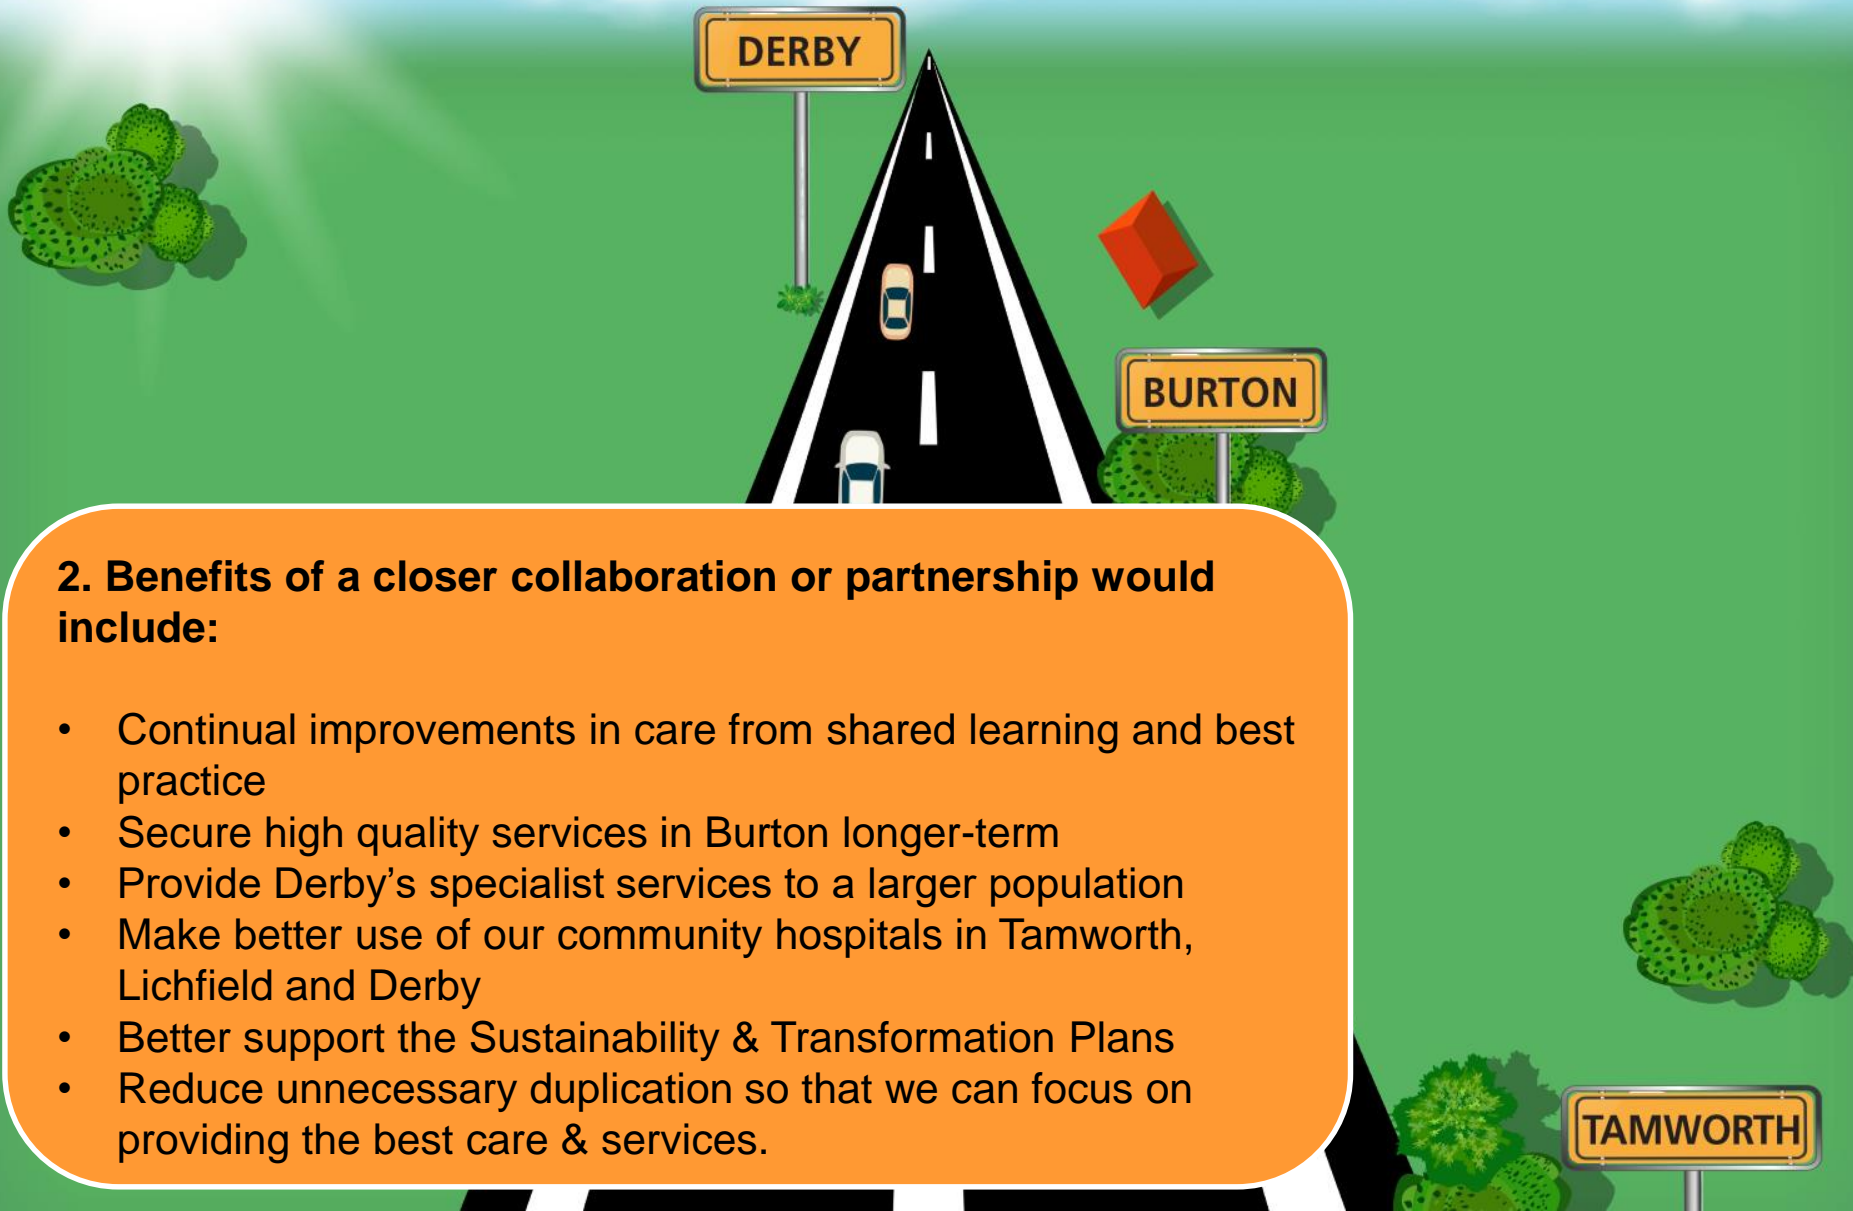 DERBY
BURTON
2. Benefits of a closer collaboration or partnership would
include:
• Continual improvements in care from shared learning and best
practice
• Secure high quality services in Burton longer-term
• Provide Derby’s specialist services to a larger population
• Make better use of our community hospitals in Tamworth,
Lichfield and Derby
• Better support the Sustainability & Transformation Plans
• Reduce unnecessary duplication so that we can focus on
providing the best care & services.
TAMWORTH